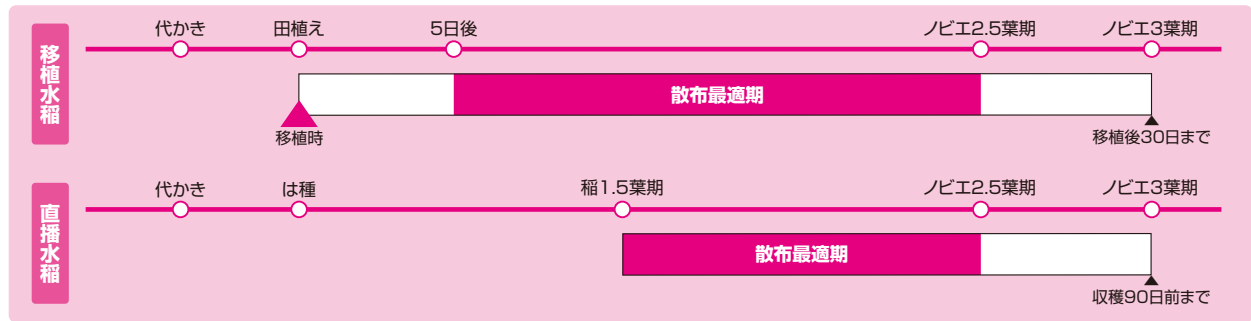 移植水稲
代かき
田植え
5日後
ノビエ2.5葉期
ノビエ3葉期
散布最適期
移植時
移植後30日まで
直播水稲
代かき
は種
稲1.5葉期
ノビエ2.5葉期
ノビエ3葉期
散布最適期
収穫90日前まで